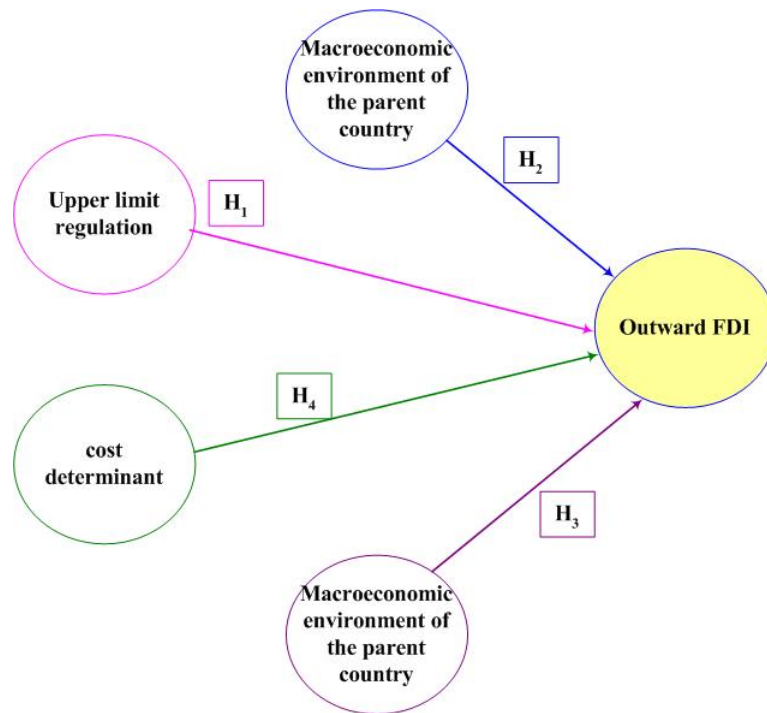 Macroeconomic
environment of
the parent
country
H2
Upper limit
regulation
H1
Outward FDI
H4
cost
determinant
H3
Macroeconomic
environment of
the parent
country